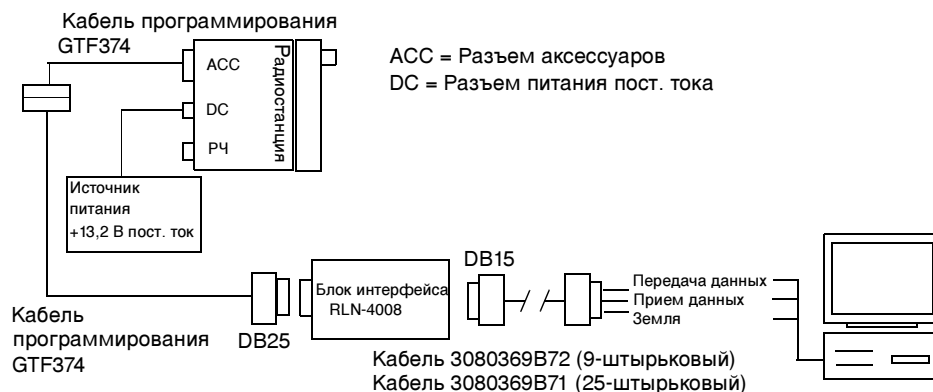 Кабель программирования
GTF374
ACC
DC
РЧ
Радиостанция
ACC = Разъем аксессуаров
DC = Разъем питания пост. тока
Источник
питания
+13,2 В пост. ток
DB25
Блок интерфейса
RLN-4008
DB15
Передача данных
Прием данных
Земля
Кабель
программирования
GTF374
Кабель 3080369B72 (9-штырьковый)
Кабель 3080369B71 (25-штырьковый)